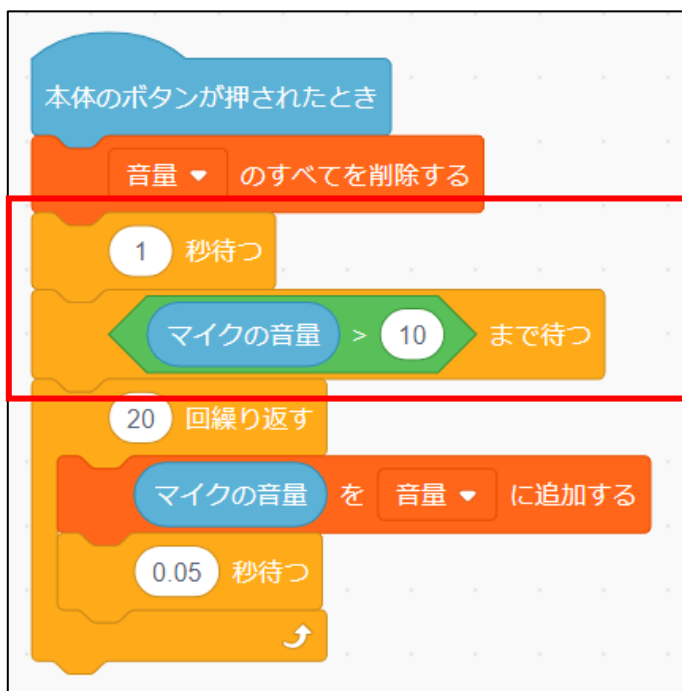 本体のボタンが押されたとき
音量 のすべてを削除する
1 秒待つ
マイクの音量 > 10 まで待つ
20 回繰り返す
マイクの音量 を 音量 に追加する
0.05 秒待つ